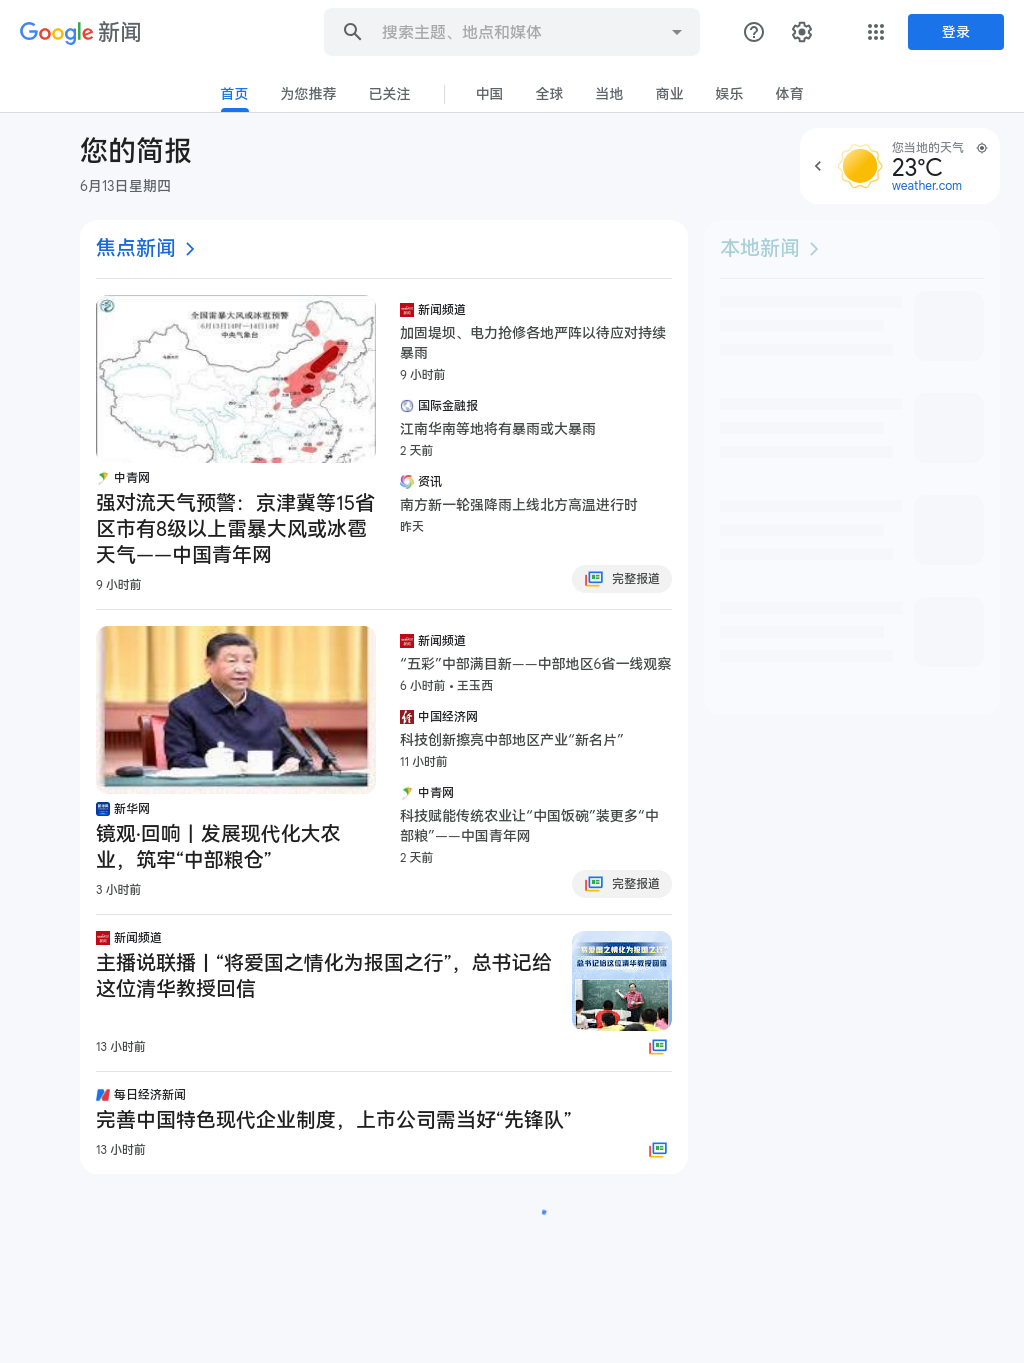 Google 新闻
搜索主题、地点和媒体
登录
首页
为您推荐
已关注
中国
全球
当地
商业
娱乐
体育
您的简报
6月13日星期四
您当地的天气
23°C
weather.com
焦点新闻
本地新闻
全国雷暴大风或冰雹预警
6月13日14时—14日14时
中央气象台
中青网
强对流天气预警：京津冀等15省
区市有8级以上雷暴大风或冰雹
天气——中国青年网
9 小时前
新闻频道
加固堤坝、电力抢修各地严阵以待应对持续
暴雨
9 小时前
国际金融报
江南华南等地将有暴雨或大暴雨
2 天前
资讯
南方新一轮强降雨上线北方高温进行时
昨天
完整报道
新华网
镜观·回响丨发展现代化大农
业，筑牢“中部粮仓”
3 小时前
新闻频道
“五彩”中部满目新——中部地区6省一线观察
6 小时前 • 王玉西
中国经济网
科技创新擦亮中部地区产业“新名片”
11 小时前
中青网
科技赋能传统农业让“中国饭碗”装更多“中
部粮”——中国青年网
2 天前
完整报道
新闻频道
主播说联播丨“将爱国之情化为报国之行”，总书记给
这位清华教授回信
13 小时前
“将爱国之情化为报国之行”
总书记给这位清华教授回信
每日经济新闻
完善中国特色现代企业制度，上市公司需当好“先锋队”
13 小时前